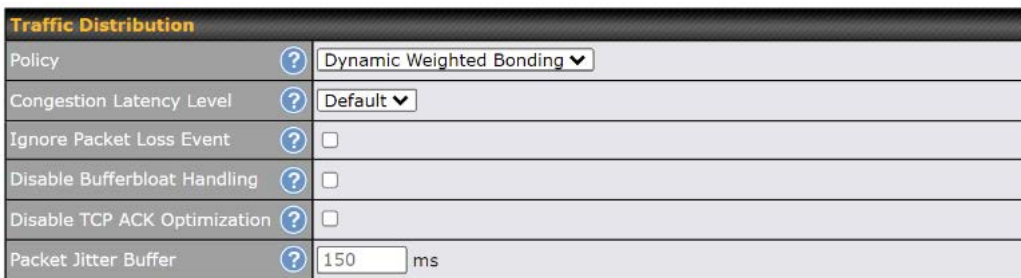 Traffic Distribution
Policy ? Dynamic Weighted Bonding
Congestion Latency Level ? Default
Ignore Packet Loss Event ?
Disable Bufferbloat Handling ?
Disable TCP ACK Optimization ?
Packet Jitter Buffer ? 150 ms